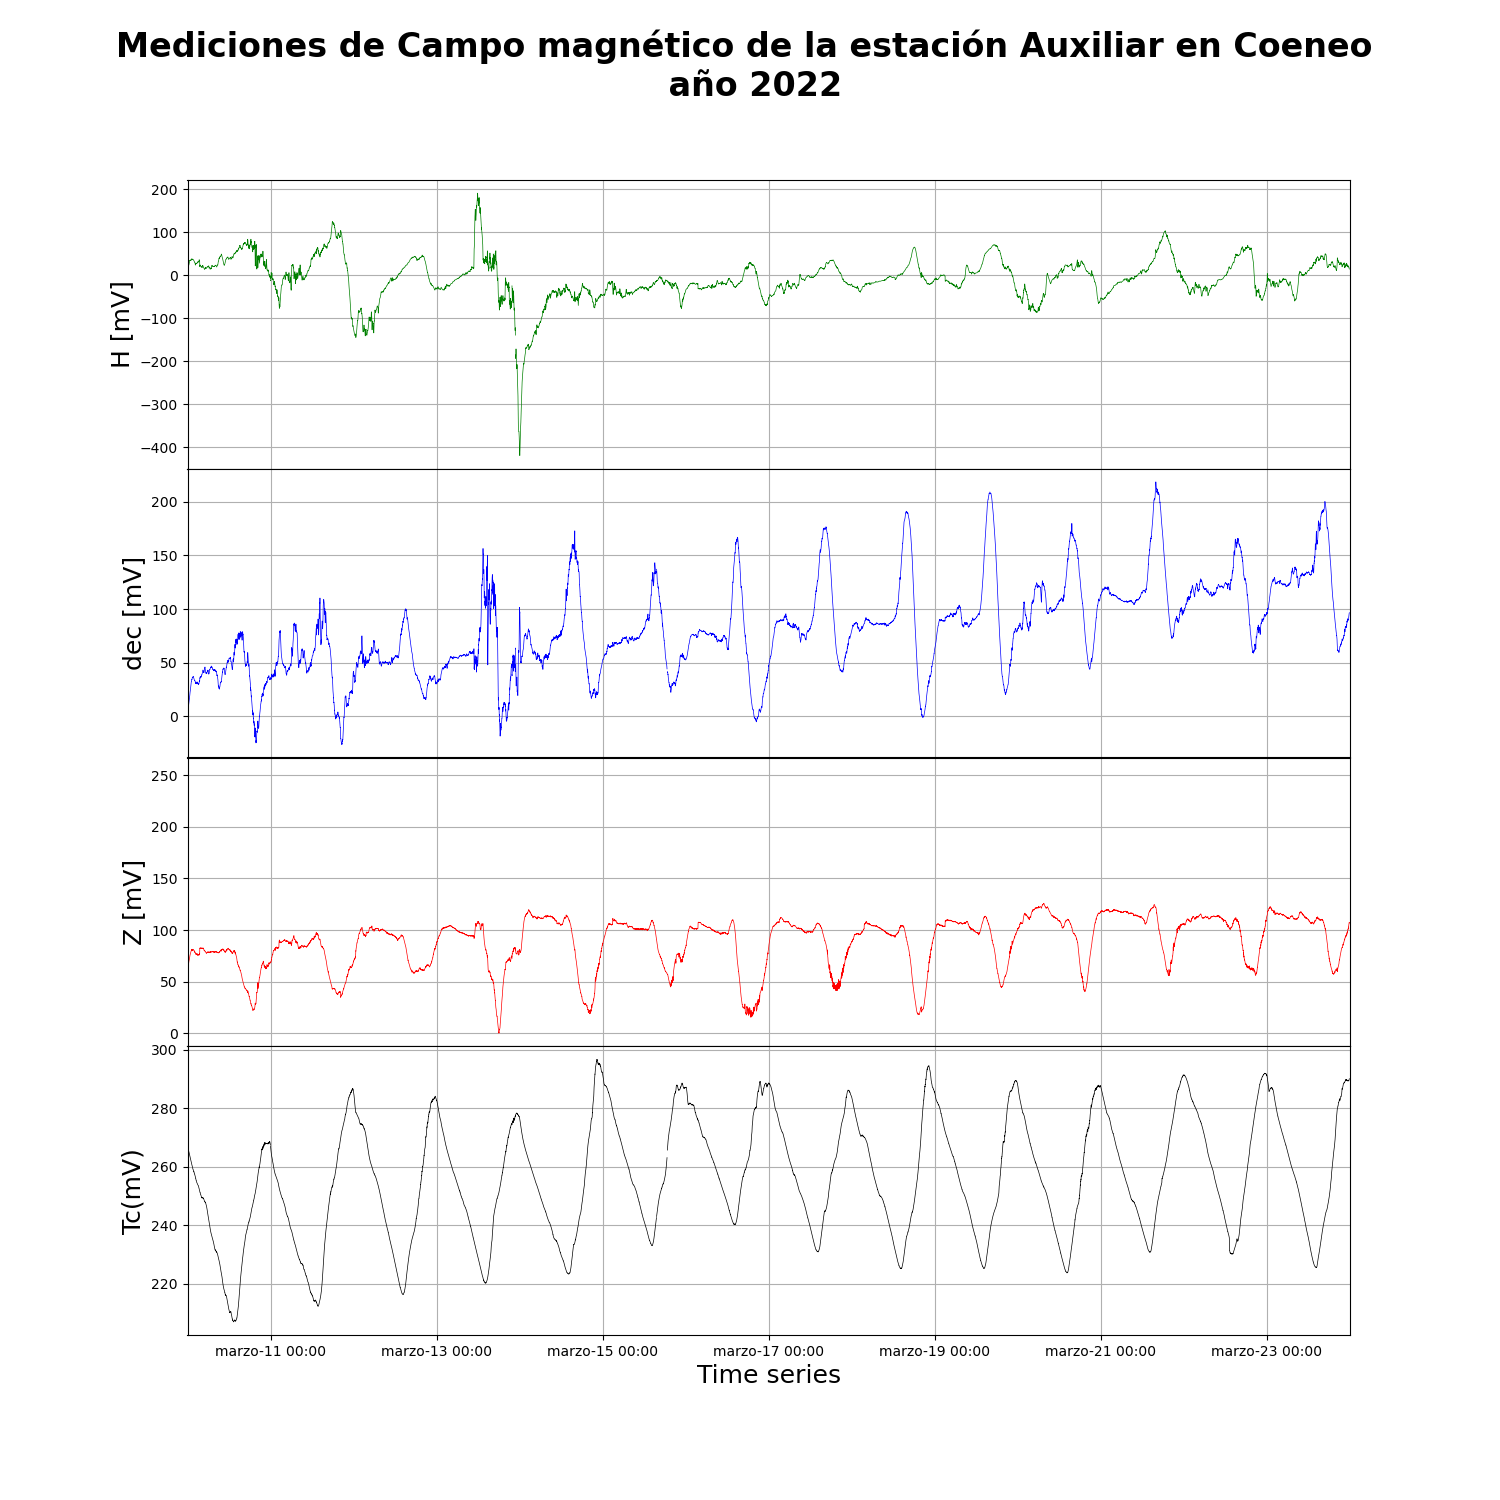 Mediciones de Campo magnético de la estación Auxiliar en Coeneo
año 2022
200
100
0
−100
−200
−300
−400
H [mV]
200
150
100
50
0
dec [mV]
250
200
150
100
50
0
Z [mV]
300
280
260
240
220
Tc(mV)
marzo-11 00:00 marzo-13 00:00 marzo-15 00:00 marzo-17 00:00 marzo-19 00:00 marzo-21 00:00 marzo-23 00:00
Time series